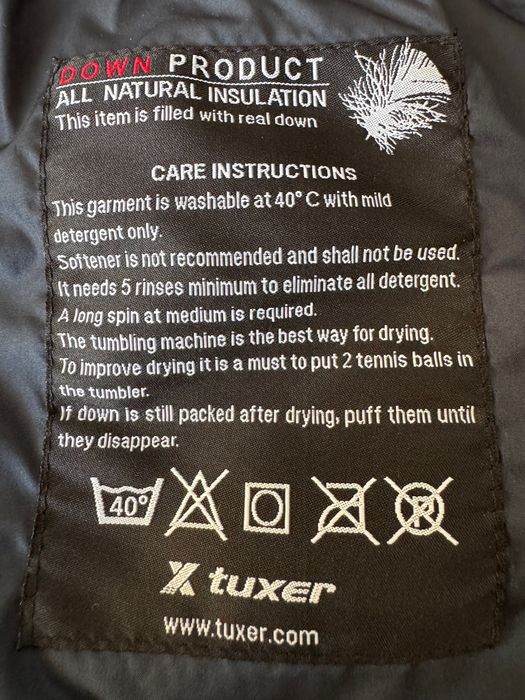 DOWN PRODUCT
ALL NATURAL INSULATION
This item is filled with real down
CARE INSTRUCTIONS
This garment is washable at 40° C with mild
detergent only.
Softener is not recommended and shall not be used.
It needs 5 rinses minimum to eliminate all detergent.
A long spin at medium is required.
The tumbling machine is the best way for drying.
To improve drying it is a must to put 2 tennis balls in
the tumbler.
If down is still packed after drying, puff them until
they disappear.
40° P
tuxer
www.tuxer.com